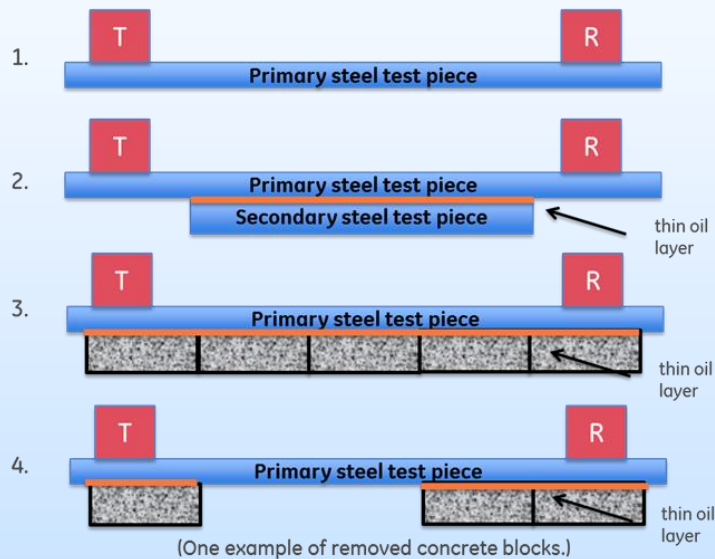 T R
1.
Primary steel test piece
T R
2.
Primary steel test piece
Secondary steel test piece
thin oil
layer
T R
3.
Primary steel test piece
thin oil
layer
T R
4.
Primary steel test piece
thin oil
layer
(One example of removed concrete blocks.)